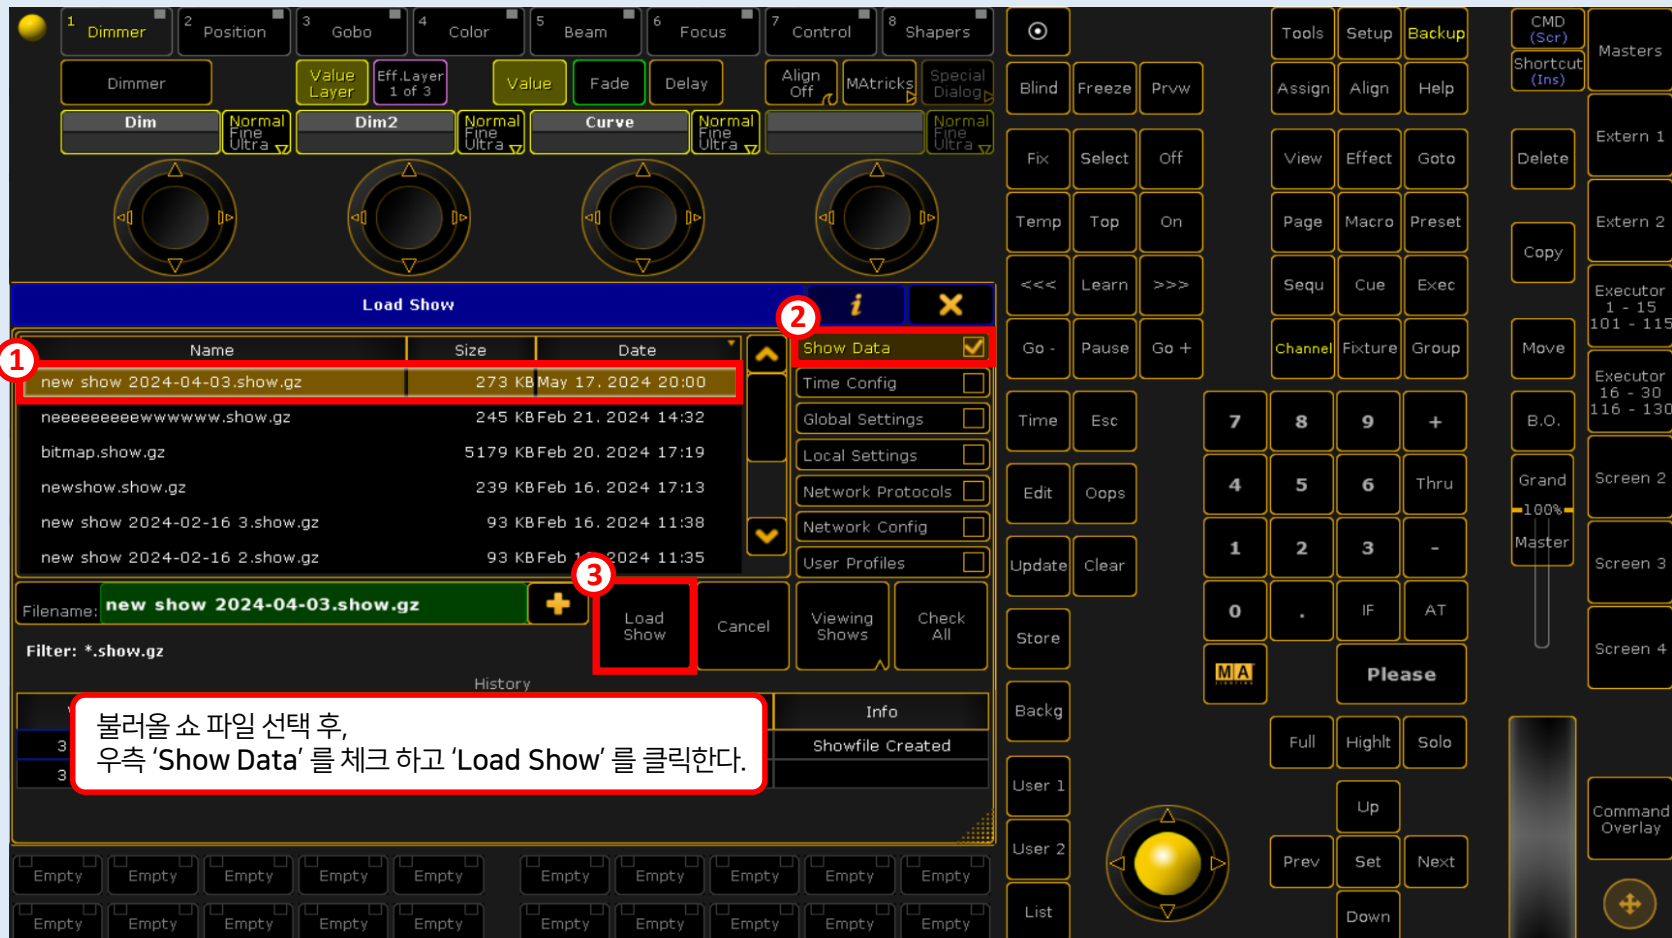 1 Dimmer
2 Position
3 Gobo
4 Color
5 Beam
6 Focus
7 Control
8 Shapers
Dimmer
Value Layer
Eff.Layer 1 of 3
Value
Fade
Delay
Align Off
MAtricks
Special Dialog
Dim
Normal
Fine
Ultra
Dim2
Normal
Fine
Ultra
Curve
Normal
Fine
Ultra
Normal
Fine
Ultra
Load Show
i
1
2
3
Name Size Date
new show 2024-04-03.show.gz 273 KB May 17. 2024 20:00
neeeeeeeeewwwwww.show.gz 245 KB Feb 21. 2024 14:32
bitmap.show.gz 5179 KB Feb 20. 2024 17:19
newshow.show.gz 239 KB Feb 16. 2024 17:13
new show 2024-02-16 3.show.gz 93 KB Feb 16. 2024 11:38
new show 2024-02-16 2.show.gz 93 KB Feb 2024 11:35
Show Data
Time Config
Global Settings
Local Settings
Network Protocols
Network Config
User Profiles
Filename: new show 2024-04-03.show.gz
Load Show
Cancel
Viewing Shows
Check All
Filter: *.show.gz
History
Info
3 Showfile Created
3
불러올 쇼 파일 선택 후,
우측 ‘Show Data’ 를 체크 하고 ‘Load Show’ 를 클릭한다.
Empty Empty Empty Empty Empty Empty Empty Empty Empty Empty
Empty Empty Empty Empty Empty Empty Empty Empty Empty Empty
Tools Setup Backup
CMD (Scr)
Masters
Shortcut (Ins)
Blind Freeze Prvw
Assign Align Help
Extern 1
Fix Select Off
View Effect Goto
Delete
Temp Top On
Page Macro Preset
Extern 2
Copy
<<< Learn >>>
Sequ Cue Exec
Executor
1 - 15
101 - 115
Go - Pause Go +
Channel Fixture Group
Move
Executor
16 - 30
116 - 130
Time Esc
7 8 9 +
B.O.
Edit Oops
4 5 6 Thru
Grand
100%
Master
Screen 2
Update Clear
1 2 3 -
Screen 3
0 . IF AT
Store
Screen 4
MA
Please
Backg
Full Highlt Solo
User 1
Up
Command Overlay
User 2
Prev Set Next
List
Down